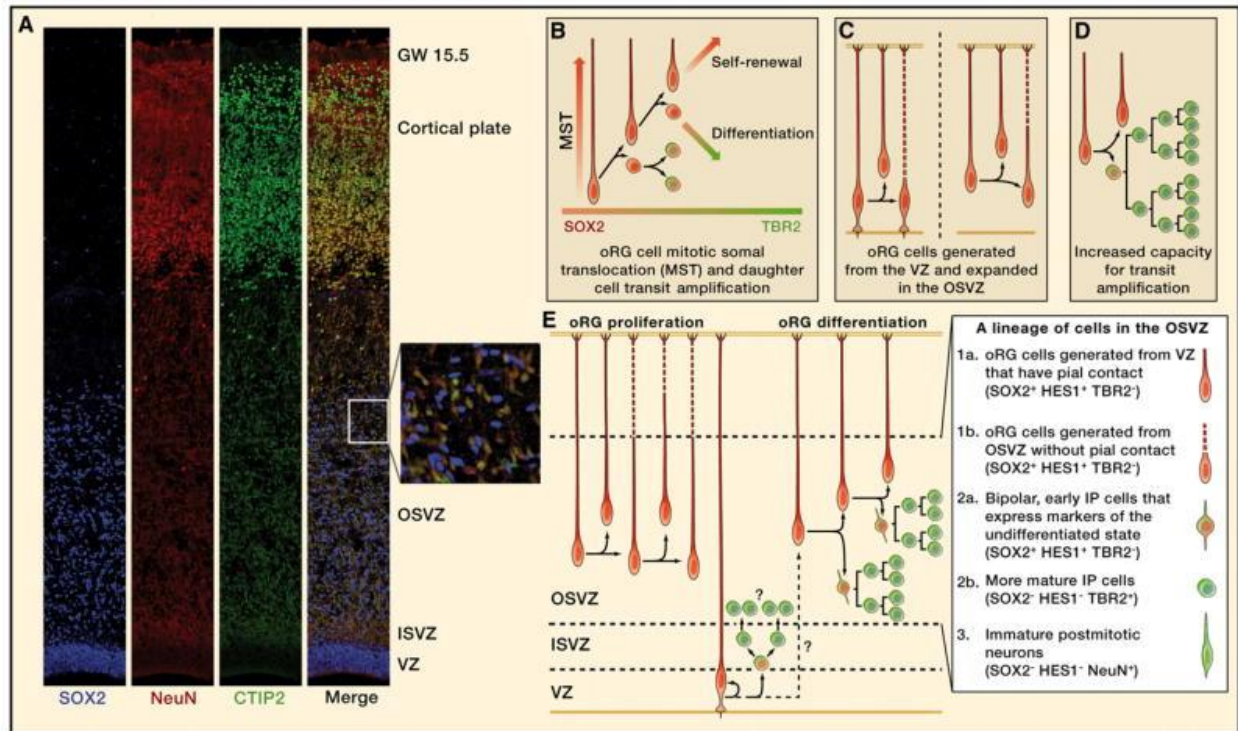 A
GW 15.5
Cortical plate
OSVZ
ISVZ
VZ
SOX2
NeuN
CTIP2
Merge
B
MST
Self-renewal
Differentiation
SOX2
TBR2
oRG cell mitotic somal
translocation (MST) and daughter
cell transit amplification
C
oRG cells generated
from the VZ and expanded
in the OSVZ
D
Increased capacity
for transit
amplification
E
oRG proliferation
oRG differentiation
OSVZ
ISVZ
VZ
?
?
A lineage of cells in the OSVZ
1a. oRG cells generated from VZ
that have pial contact
(SOX2⁺ HES1⁺ TBR2⁻)
1b. oRG cells generated from
OSVZ without pial contact
(SOX2⁺ HES1⁺ TBR2⁻)
2a. Bipolar, early IP cells that
express markers of the
undifferentiated state
(SOX2⁺ HES1⁺ TBR2⁻)
2b. More mature IP cells
(SOX2⁻ HES1⁻ TBR2⁺)
3. Immature postmitotic
neurons
(SOX2⁻ HES1⁻ NeuN⁺)